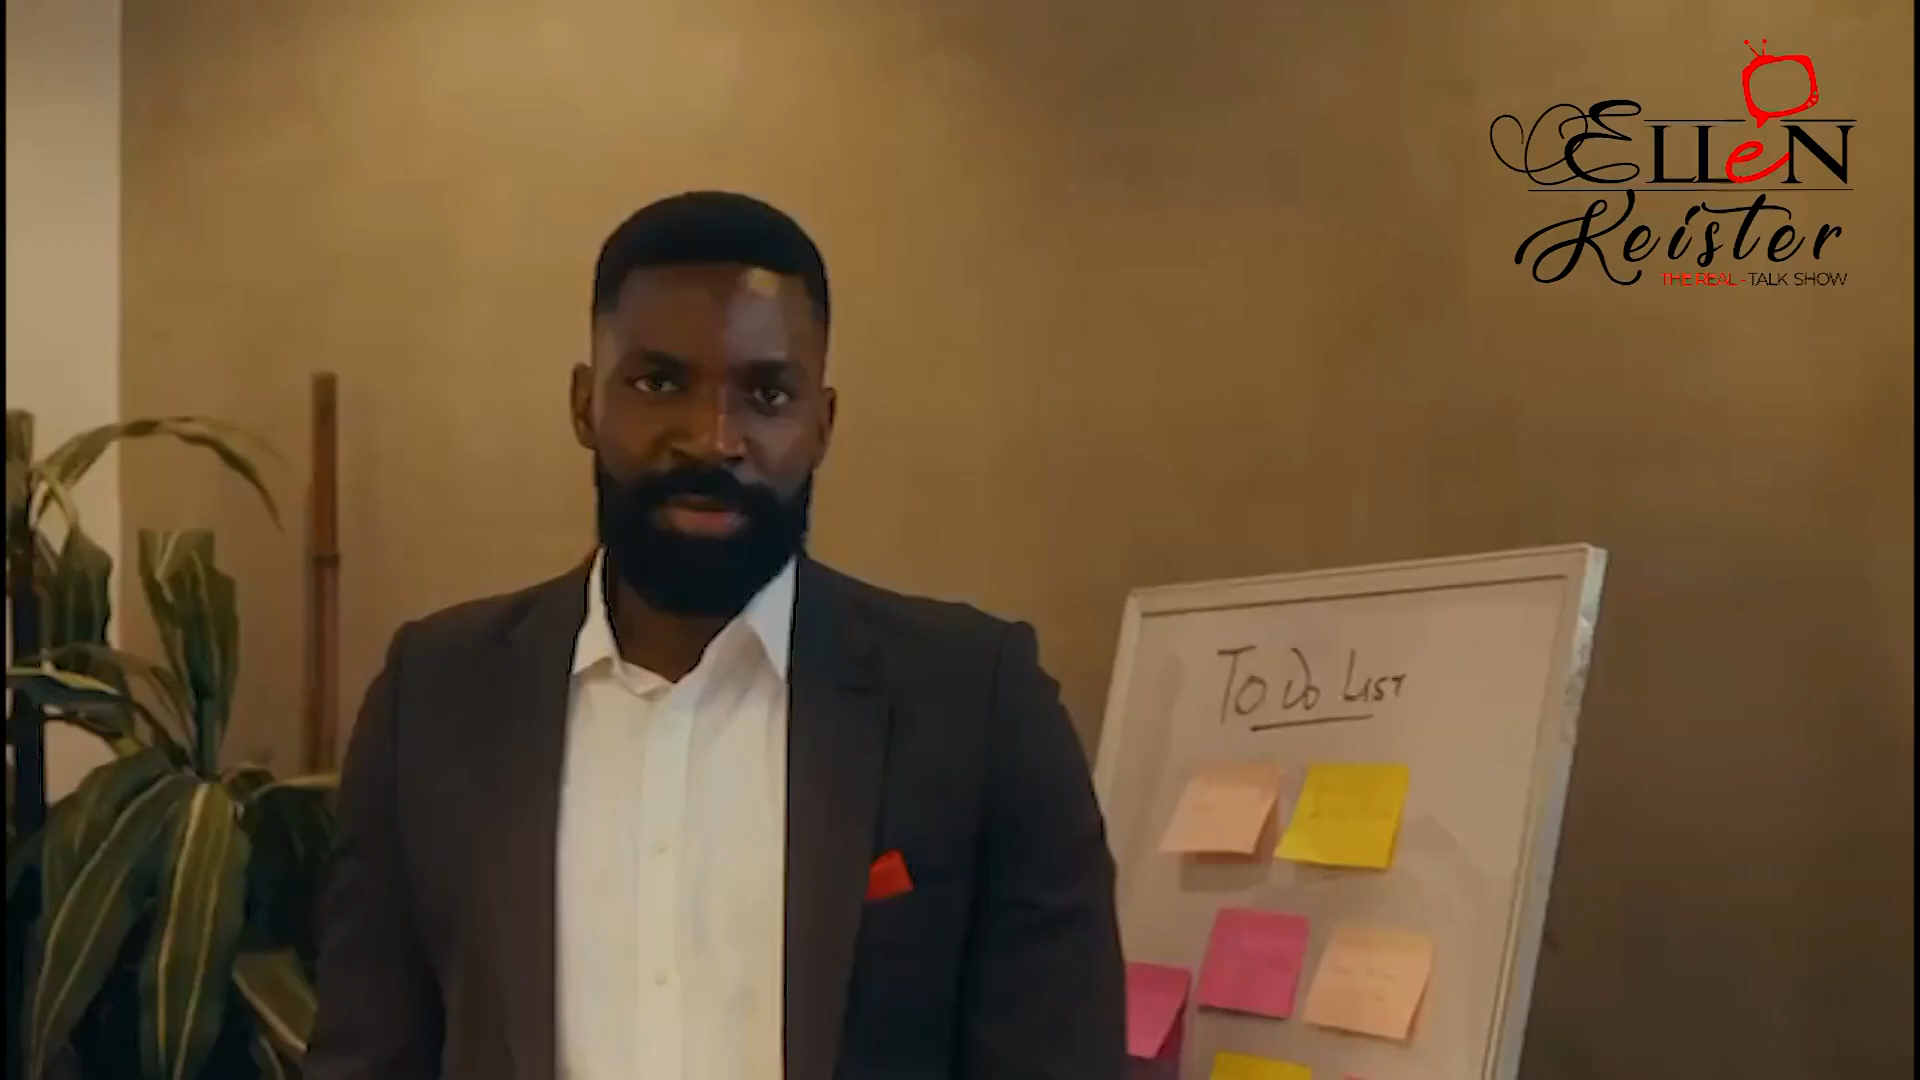 ELLeN
Keister
THE REAL - TALK SHOW
TO DO LIST